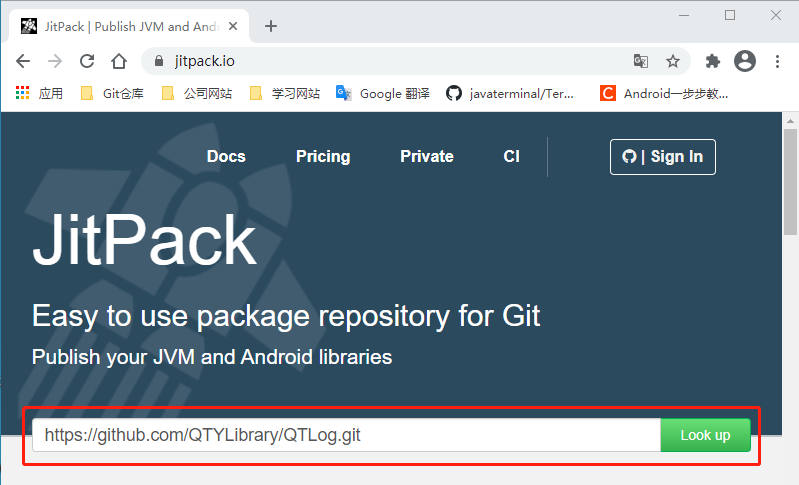 JitPack | Publish JVM and Andro
jitpack.io
应用 Git仓库 公司网站 学习网站 Google 翻译 javaterminal/Ter... Android一步步教...
Docs Pricing Private CI | Sign In
JitPack
Easy to use package repository for Git
Publish your JVM and Android libraries
https://github.com/QTYLibrary/QTLog.git Look up